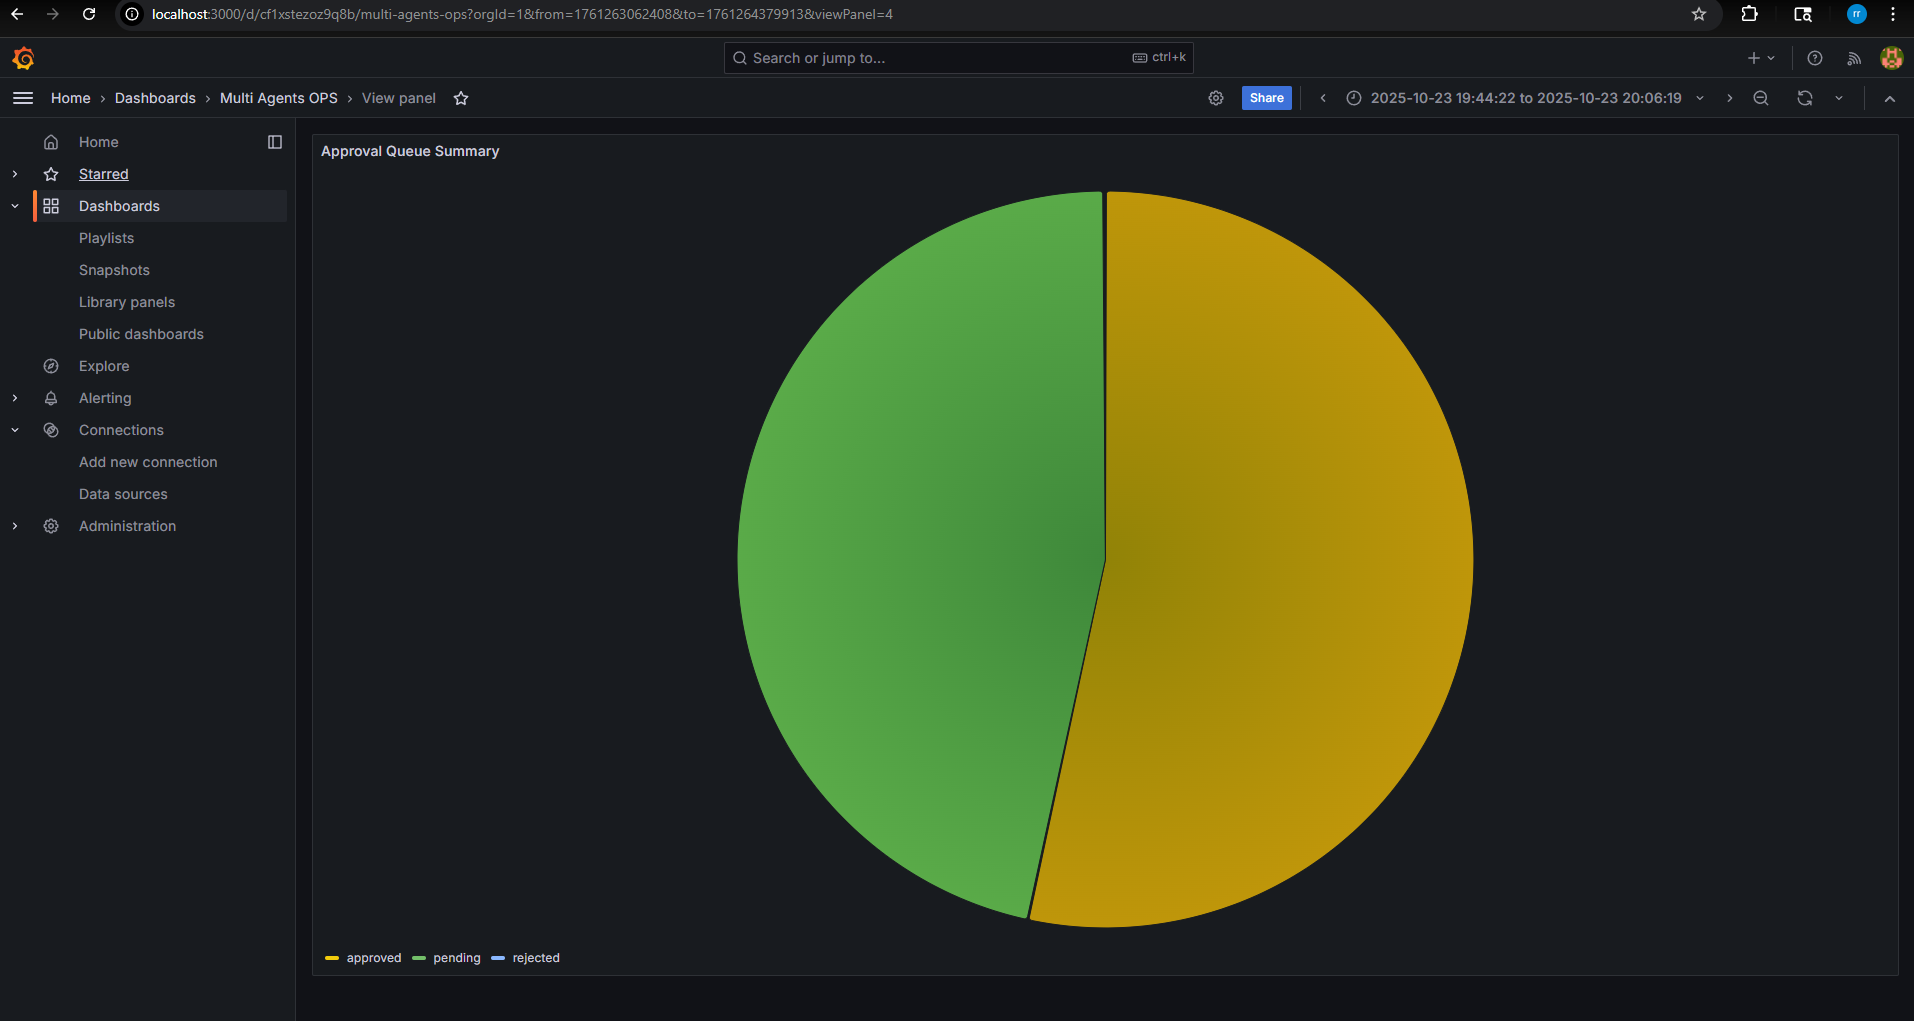 localhost:3000/d/cf1xstezoz9q8b/multi-agents-ops?orgId=1&from=1761263062408&to=1761264379913&viewPanel=4
rr
Search or jump to...
ctrl+k
Home › Dashboards › Multi Agents OPS › View panel
Share
2025-10-23 19:44:22 to 2025-10-23 20:06:19
Home
Starred
Dashboards
Playlists
Snapshots
Library panels
Public dashboards
Explore
Alerting
Connections
Add new connection
Data sources
Administration
Approval Queue Summary
approved pending rejected